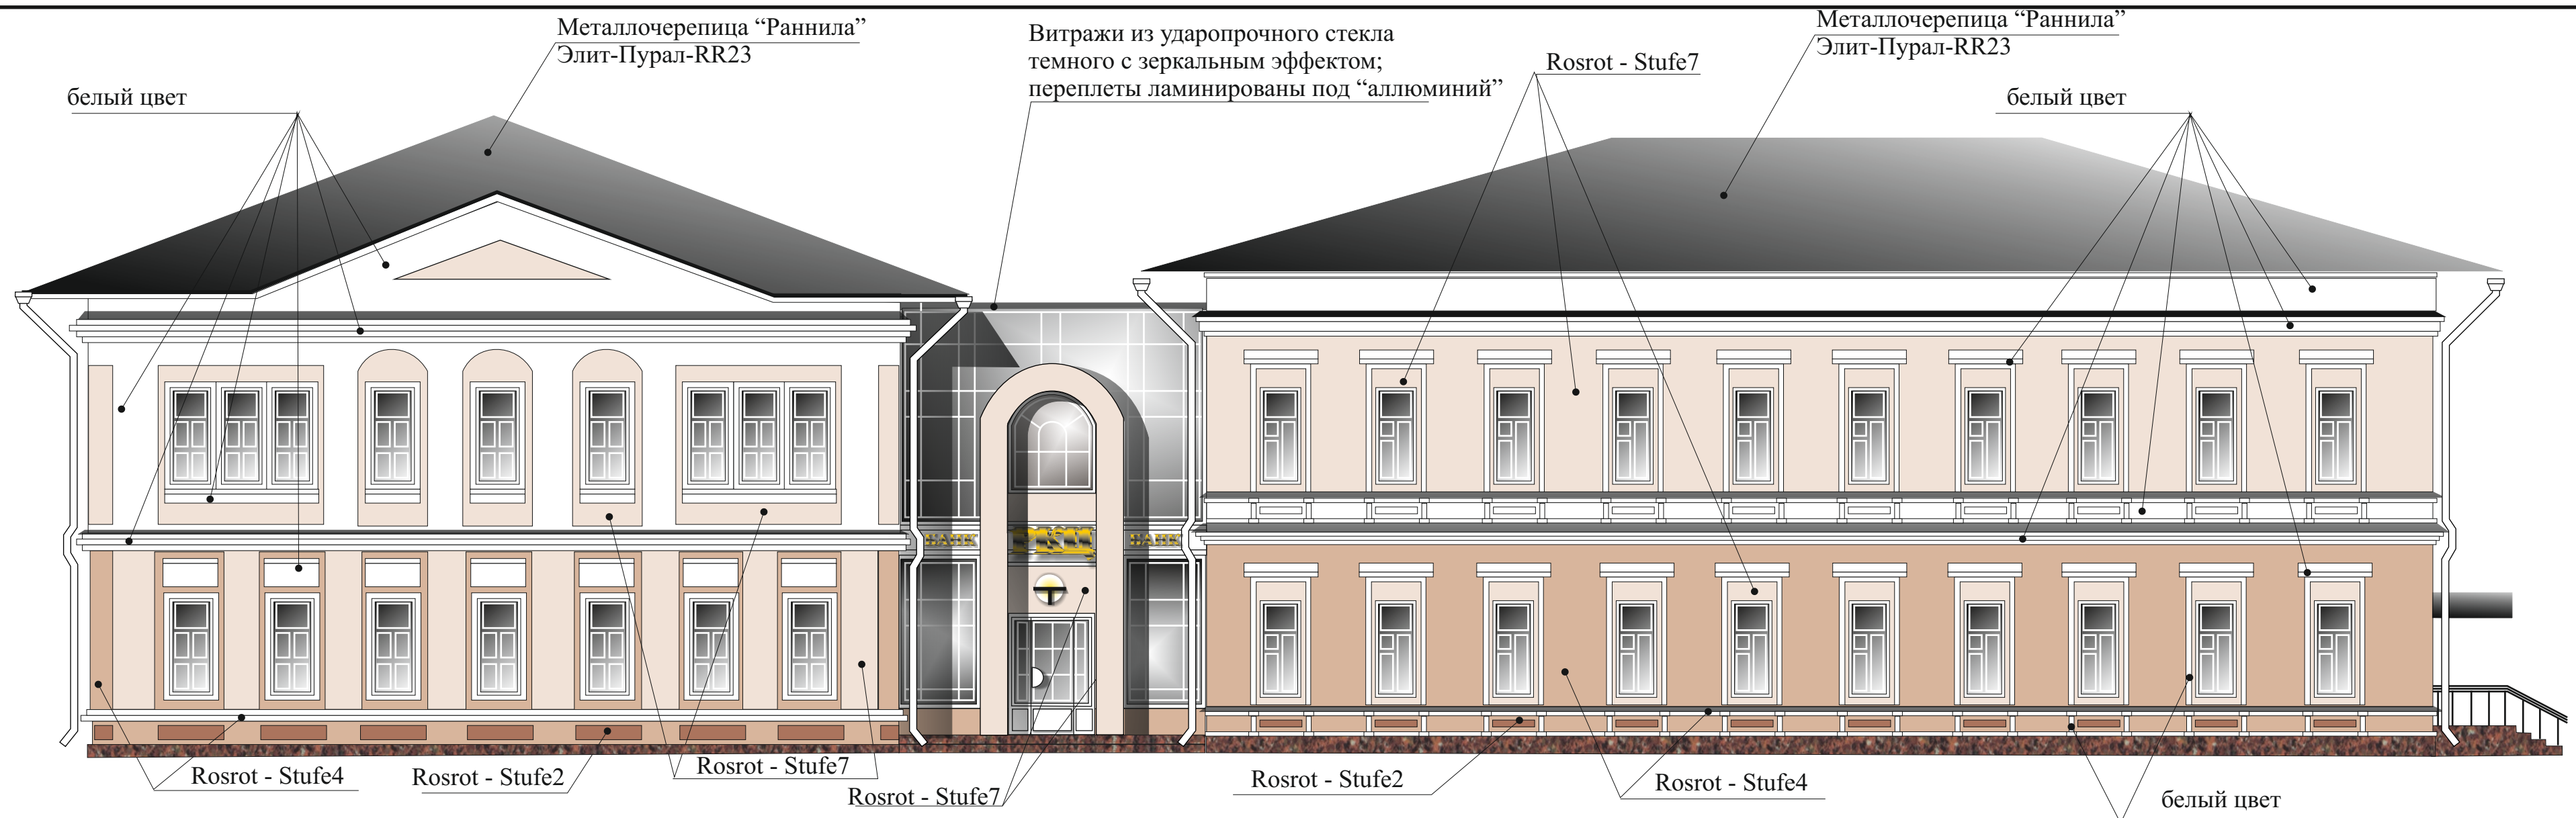 Металлочерепица “Раннила”
Элит-Пурал-RR23
Витражи из ударопрочного стекла
темного с зеркальным эффектом;
переплеты ламинированы под “аллюминий”
Rosrot - Stufe7
Металлочерепица “Раннила”
Элит-Пурал-RR23
белый цвет
белый цвет
БАНК
РКЦ
БАНК
Rosrot - Stufe4
Rosrot - Stufe2
Rosrot - Stufe7
Rosrot - Stufe7
Rosrot - Stufe2
Rosrot - Stufe4
белый цвет